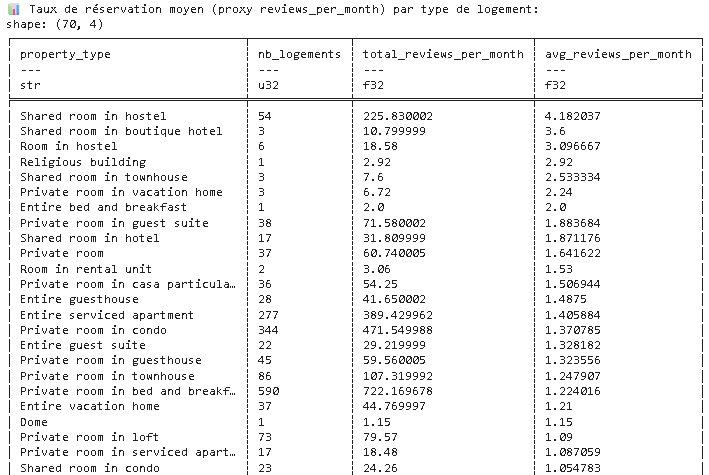 📊 Taux de réservation moyen (proxy reviews_per_month) par type de logement:
shape: (70, 4)
property_type nb_logements total_reviews_per_month avg_reviews_per_month
--- --- --- ---
str u32 f32 f32
Shared room in hostel 54 225.830002 4.182037
Shared room in boutique hotel 3 10.799999 3.6
Room in hostel 6 18.58 3.096667
Religious building 1 2.92 2.92
Shared room in townhouse 3 7.6 2.533334
Private room in vacation home 3 6.72 2.24
Entire bed and breakfast 1 2.0 2.0
Private room in guest suite 38 71.580002 1.883684
Shared room in hotel 17 31.809999 1.871176
Private room 37 60.740005 1.641622
Room in rental unit 2 3.06 1.53
Private room in casa particula… 36 54.25 1.506944
Entire guesthouse 28 41.650002 1.4875
Entire serviced apartment 277 389.429962 1.405884
Private room in condo 344 471.549988 1.370785
Entire guest suite 22 29.219999 1.328182
Private room in guesthouse 45 59.560005 1.323556
Private room in townhouse 86 107.319992 1.247907
Private room in bed and breakf… 590 722.169678 1.224016
Entire vacation home 37 44.769997 1.21
Dome 1 1.15 1.15
Private room in loft 73 79.57 1.09
Private room in serviced apart… 17 18.48 1.087059
Shared room in condo 23 24.26 1.054783